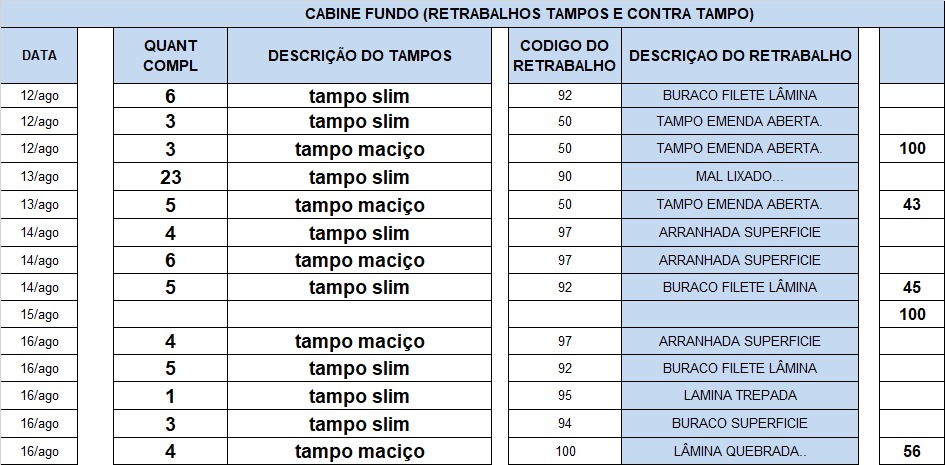 CABINE FUNDO (RETRABALHOS TAMPOS E CONTRA TAMPO)
DATA QUANT COMPL DESCRIÇÃO DO TAMPOS CODIGO DO RETRABALHO DESCRIÇAO DO RETRABALHO
12/ago 6 tampo slim 92 BURACO FILETE LÂMINA
12/ago 3 tampo slim 50 TAMPO EMENDA ABERTA.
12/ago 3 tampo maciço 50 TAMPO EMENDA ABERTA. 100
13/ago 23 tampo slim 90 MAL LIXADO...
13/ago 5 tampo maciço 50 TAMPO EMENDA ABERTA. 43
14/ago 4 tampo slim 97 ARRANHADA SUPERFICIE
14/ago 6 tampo maciço 97 ARRANHADA SUPERFICIE
14/ago 5 tampo slim 92 BURACO FILETE LÂMINA 45
15/ago 100
16/ago 4 tampo maciço 97 ARRANHADA SUPERFICIE
16/ago 5 tampo slim 92 BURACO FILETE LÂMINA
16/ago 1 tampo slim 95 LAMINA TREPADA
16/ago 3 tampo slim 94 BURACO SUPERFICIE
16/ago 4 tampo maciço 100 LÂMINA QUEBRADA.. 56